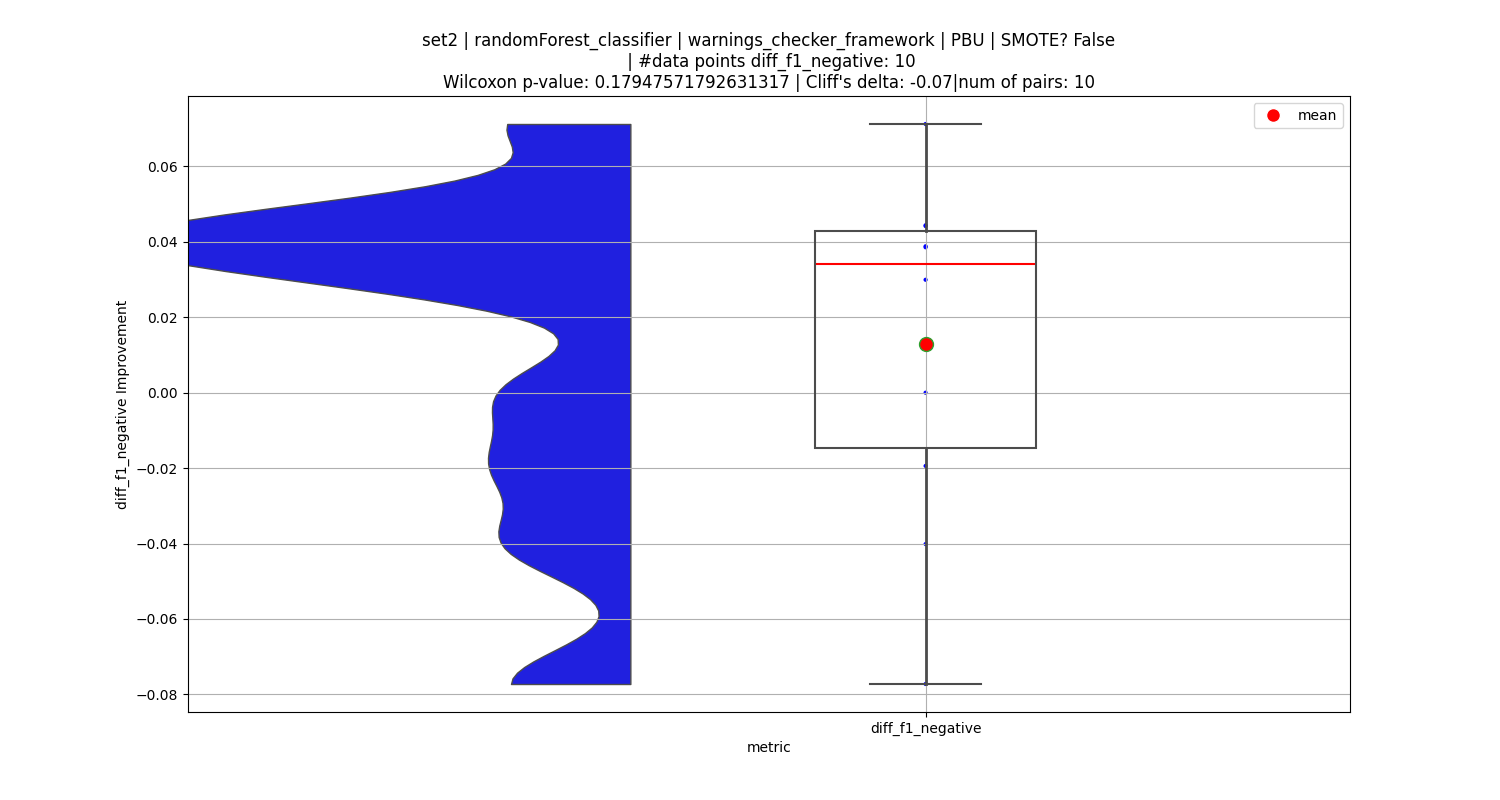 set2 | randomForest_classifier | warnings_checker_framework | PBU | SMOTE? False
| #data points diff_f1_negative: 10
Wilcoxon p-value: 0.17947571792631317 | Cliff's delta: -0.07|num of pairs: 10
mean
0.06
0.04
0.02
0.00
−0.02
−0.04
−0.06
−0.08
diff_f1_negative Improvement
diff_f1_negative
metric